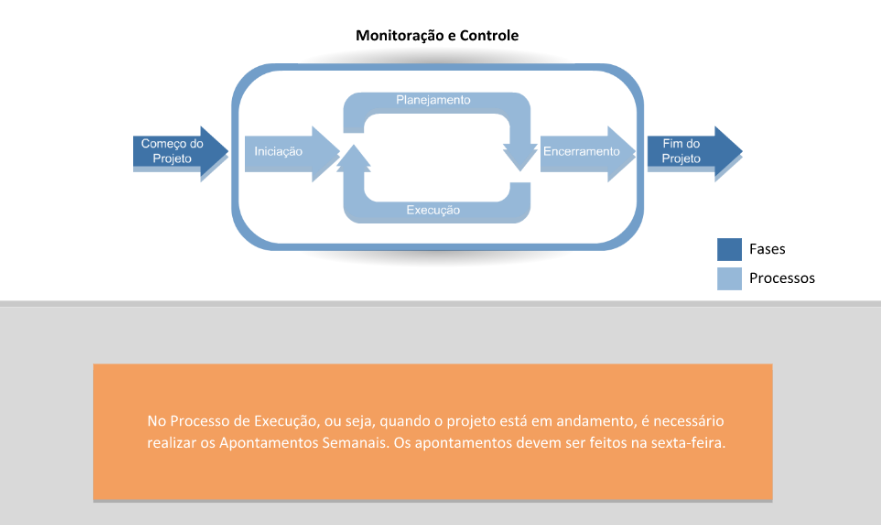 Monitoração e Controle
Planejamento
Começo do
Projeto
Iniciação
Encerramento
Fim do
Projeto
Execução
Fases
Processos
No Processo de Execução, ou seja, quando o projeto está em andamento, é necessário
realizar os Apontamentos Semanais. Os apontamentos devem ser feitos na sexta-feira.